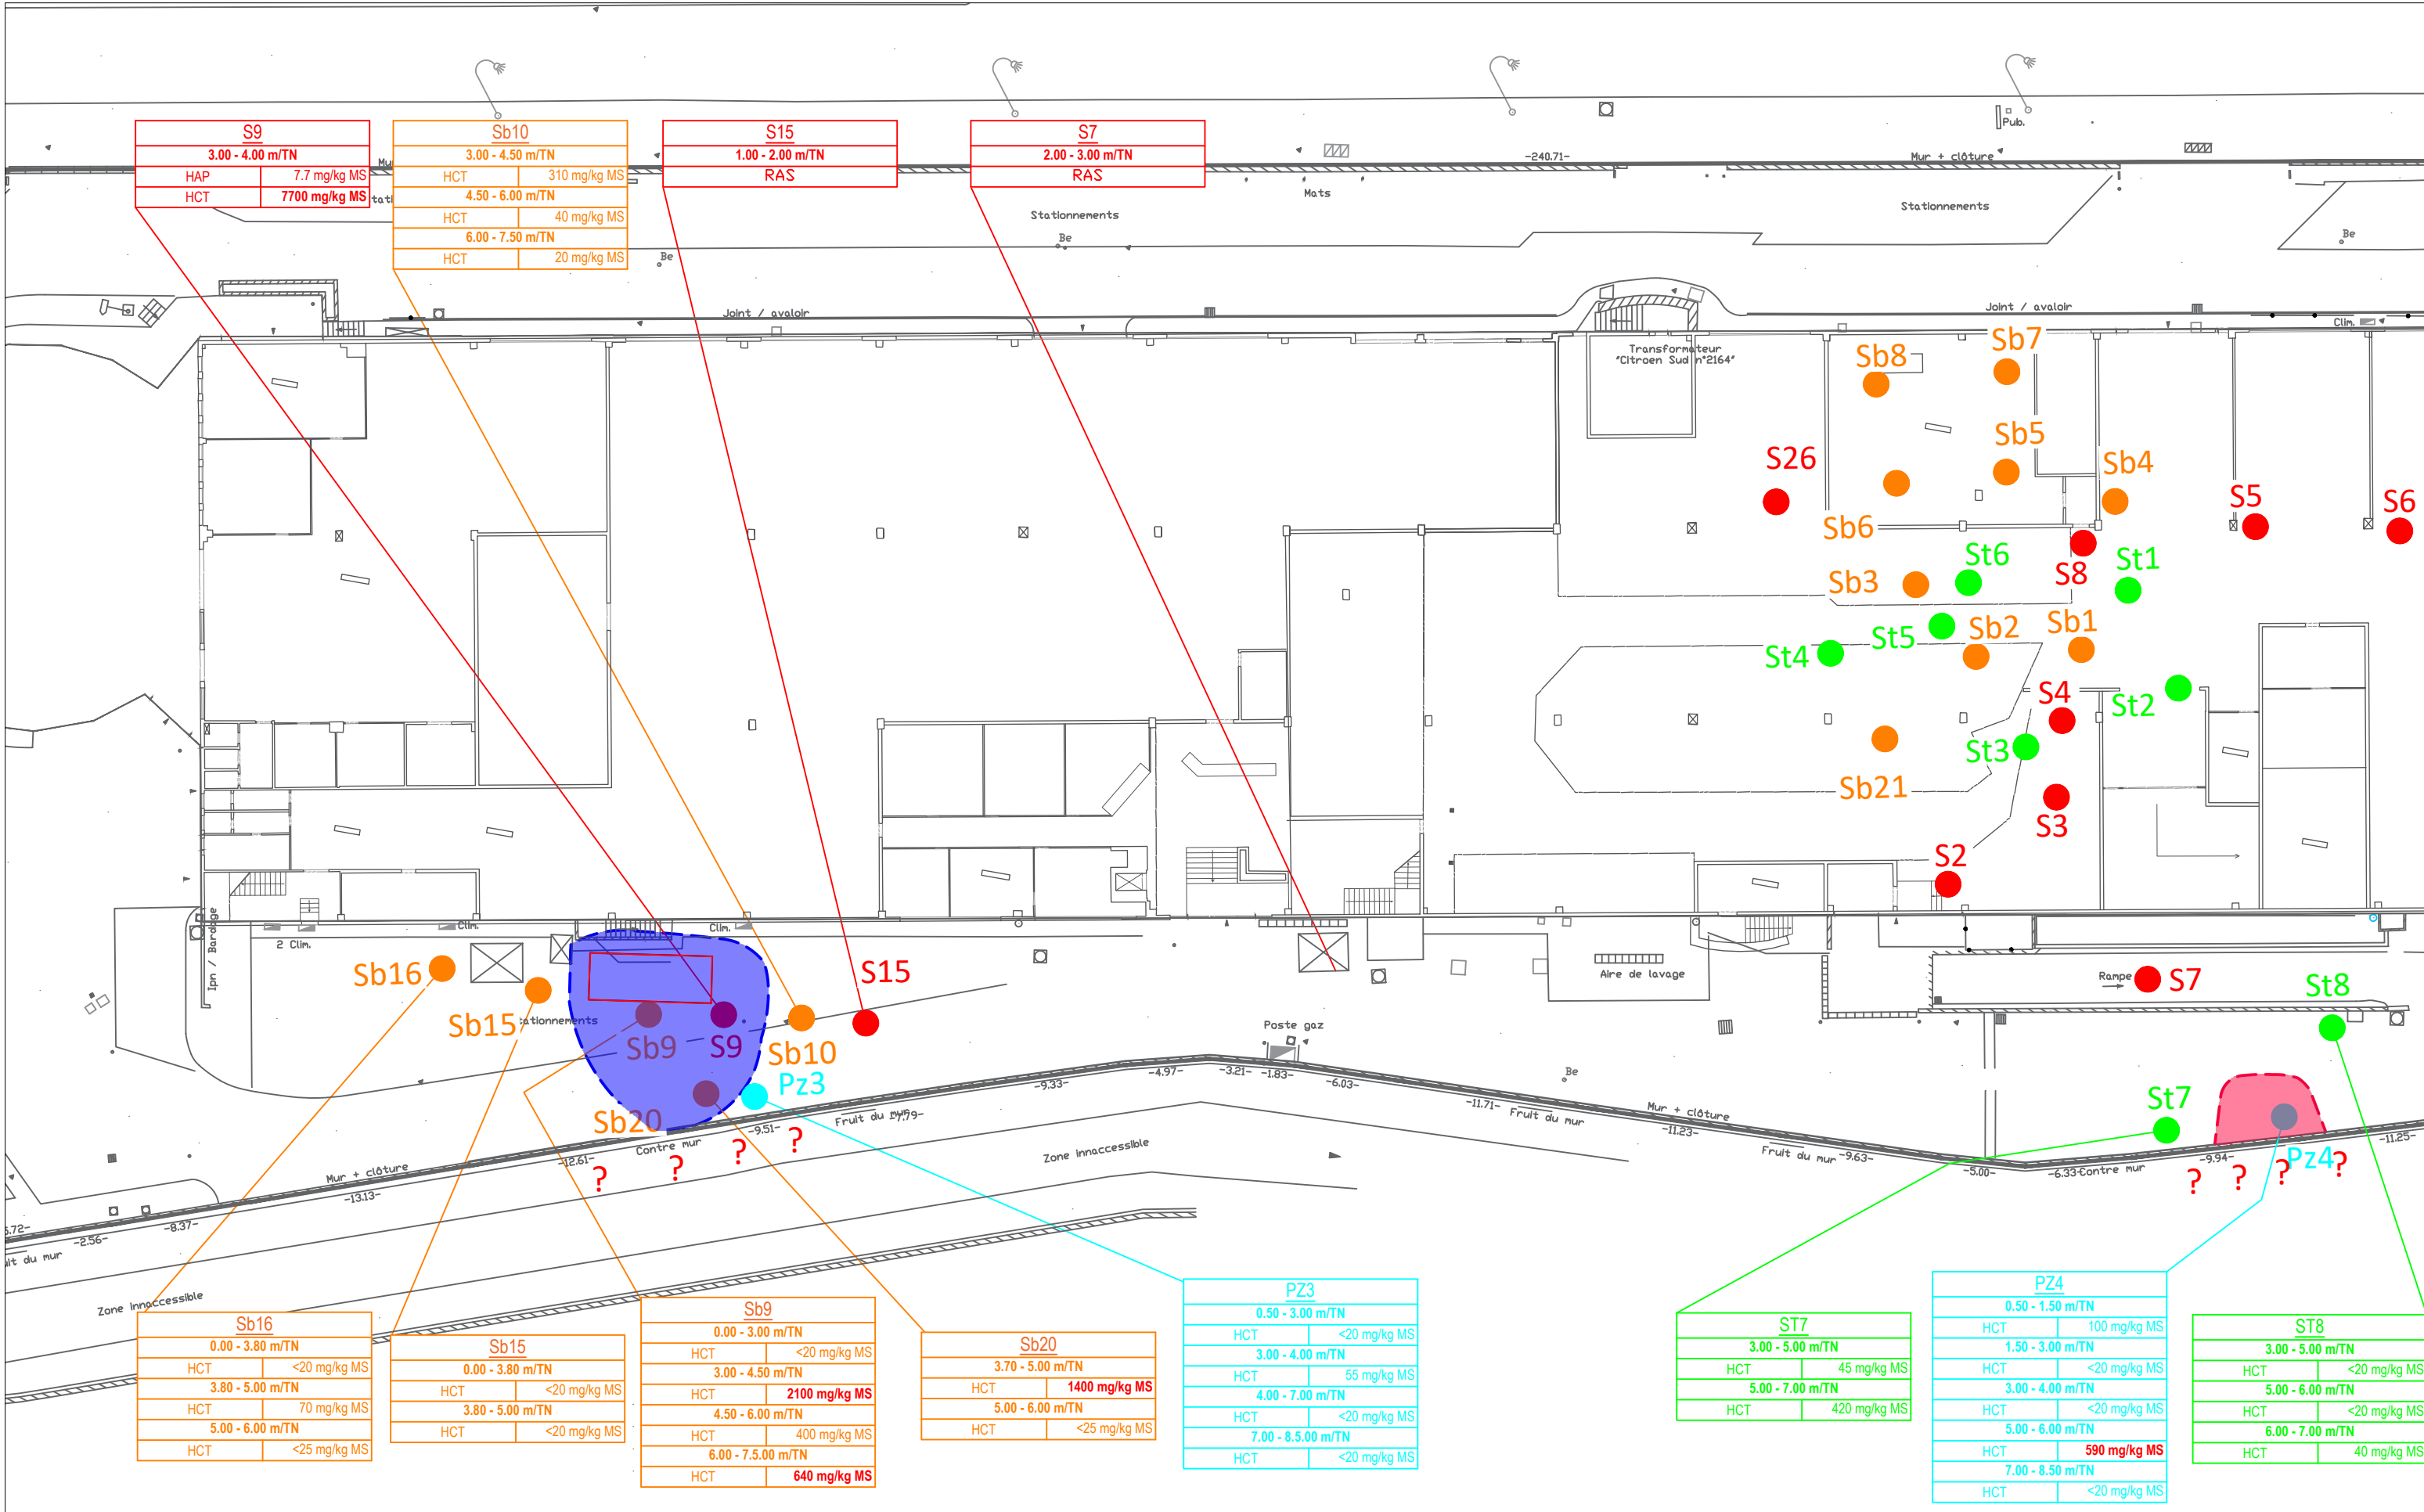 Pub.
S9
3.00 - 4.00 m/TN
HAP 7.7 mg/kg MS
HCT 7700 mg/kg MS
Sb10
3.00 - 4.50 m/TN
HCT 310 mg/kg MS
4.50 - 6.00 m/TN
HCT 40 mg/kg MS
6.00 - 7.50 m/TN
HCT 20 mg/kg MS
S15
1.00 - 2.00 m/TN
RAS
S7
2.00 - 3.00 m/TN
RAS
-240.71-
Mur + clôture
Mats
Stationnements
Stationnements
Be
Be
Be
Joint / avaloir
Joint / avaloir
Clim.
Transformateur
"Citroen Sud n°2164"
Sb8
Sb7
Sb5
Sb4
S26
S5
S6
Sb6
St6
S8
St1
Sb3
St5
Sb2
Sb1
St4
S4
St2
St3
Sb21
S3
S2
Ipn / Bardage
2 Clim.
Clim.
Clim.
Sb16
Sb15
Sb9
S9
Sb10
S15
Sb20
Pz3
Aire de lavage
Rampe
S7
St8
Poste gaz
Be
St7
Pz4
-9.33-
-4.97-
-3.21-
-1.83-
-6.03-
-11.71-
Fruit du mur
Mur + clôture
-11.23-
Fruit du mur
-9.63-
-5.00-
-6.33-
Contre mur
-9.94-
-11.25-
? ? ? ?
Fruit du mur
-9.51-
Contre mur
-12.61-
? ? ? ?
Mur + clôture
-13.13-
-8.37-
-2.56-
Zone Innaccessible
Zone Innaccessible
Sb16
0.00 - 3.80 m/TN
HCT <20 mg/kg MS
3.80 - 5.00 m/TN
HCT 70 mg/kg MS
5.00 - 6.00 m/TN
HCT <25 mg/kg MS
Sb15
0.00 - 3.80 m/TN
HCT <20 mg/kg MS
3.80 - 5.00 m/TN
HCT <20 mg/kg MS
Sb9
0.00 - 3.00 m/TN
HCT <20 mg/kg MS
3.00 - 4.50 m/TN
HCT 2100 mg/kg MS
4.50 - 6.00 m/TN
HCT 400 mg/kg MS
6.00 - 7.5.00 m/TN
HCT 640 mg/kg MS
Sb20
3.70 - 5.00 m/TN
HCT 1400 mg/kg MS
5.00 - 6.00 m/TN
HCT <25 mg/kg MS
PZ3
0.50 - 3.00 m/TN
HCT <20 mg/kg MS
3.00 - 4.00 m/TN
HCT 55 mg/kg MS
4.00 - 7.00 m/TN
HCT <20 mg/kg MS
7.00 - 8.5.00 m/TN
HCT <20 mg/kg MS
ST7
3.00 - 5.00 m/TN
HCT 45 mg/kg MS
5.00 - 7.00 m/TN
HCT 420 mg/kg MS
PZ4
0.50 - 1.50 m/TN
HCT 100 mg/kg MS
1.50 - 3.00 m/TN
HCT <20 mg/kg MS
3.00 - 4.00 m/TN
HCT <20 mg/kg MS
5.00 - 6.00 m/TN
HCT 590 mg/kg MS
7.00 - 8.50 m/TN
HCT <20 mg/kg MS
ST8
3.00 - 5.00 m/TN
HCT <20 mg/kg MS
5.00 - 6.00 m/TN
HCT <20 mg/kg MS
6.00 - 7.00 m/TN
HCT 40 mg/kg MS